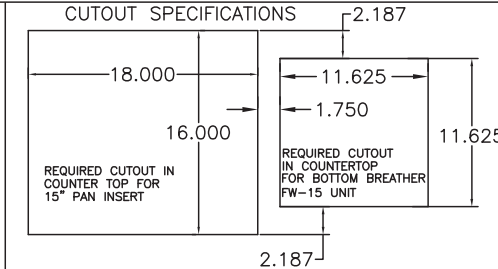 CUTOUT SPECIFICATIONS
2.187
18.000
11.625
1.750
16.000
11.625
REQUIRED CUTOUT IN
COUNTER TOP FOR
15" PAN INSERT
REQUIRED CUTOUT
IN COUNTERTOP
FOR BOTTOM BREATHER
FW-15 UNIT
2.187